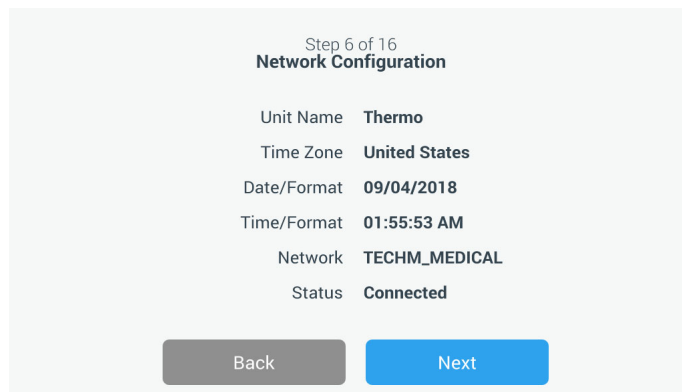 Step 6 of 16
Network Configuration
Unit Name Thermo
Time Zone United States
Date/Format 09/04/2018
Time/Format 01:55:53 AM
Network TECHM_MEDICAL
Status Connected
Back Next